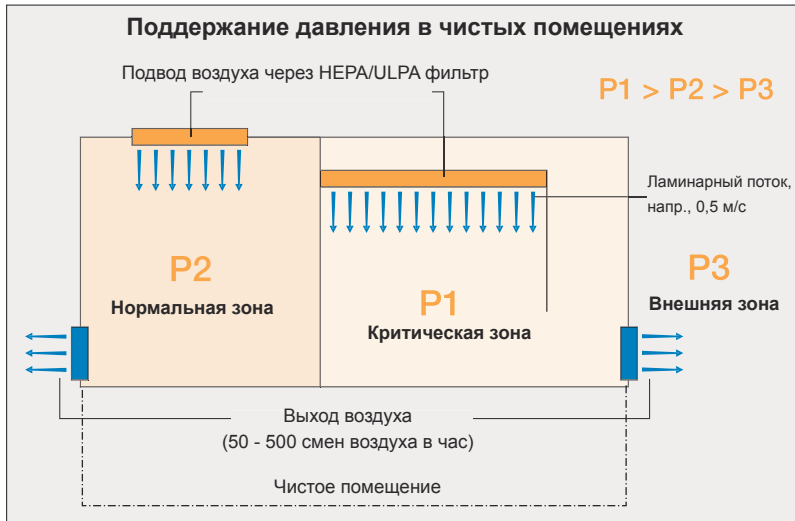 Поддержание давления в чистых помещениях
Подвод воздуха через HEPA/ULPA фильтр
P1 > P2 > P3
Ламинарный поток,
напр., 0,5 м/с
P2
Нормальная зона
P1
Критическая зона
P3
Внешняя зона
Выход воздуха
(50 - 500 смен воздуха в час)
Чистое помещение